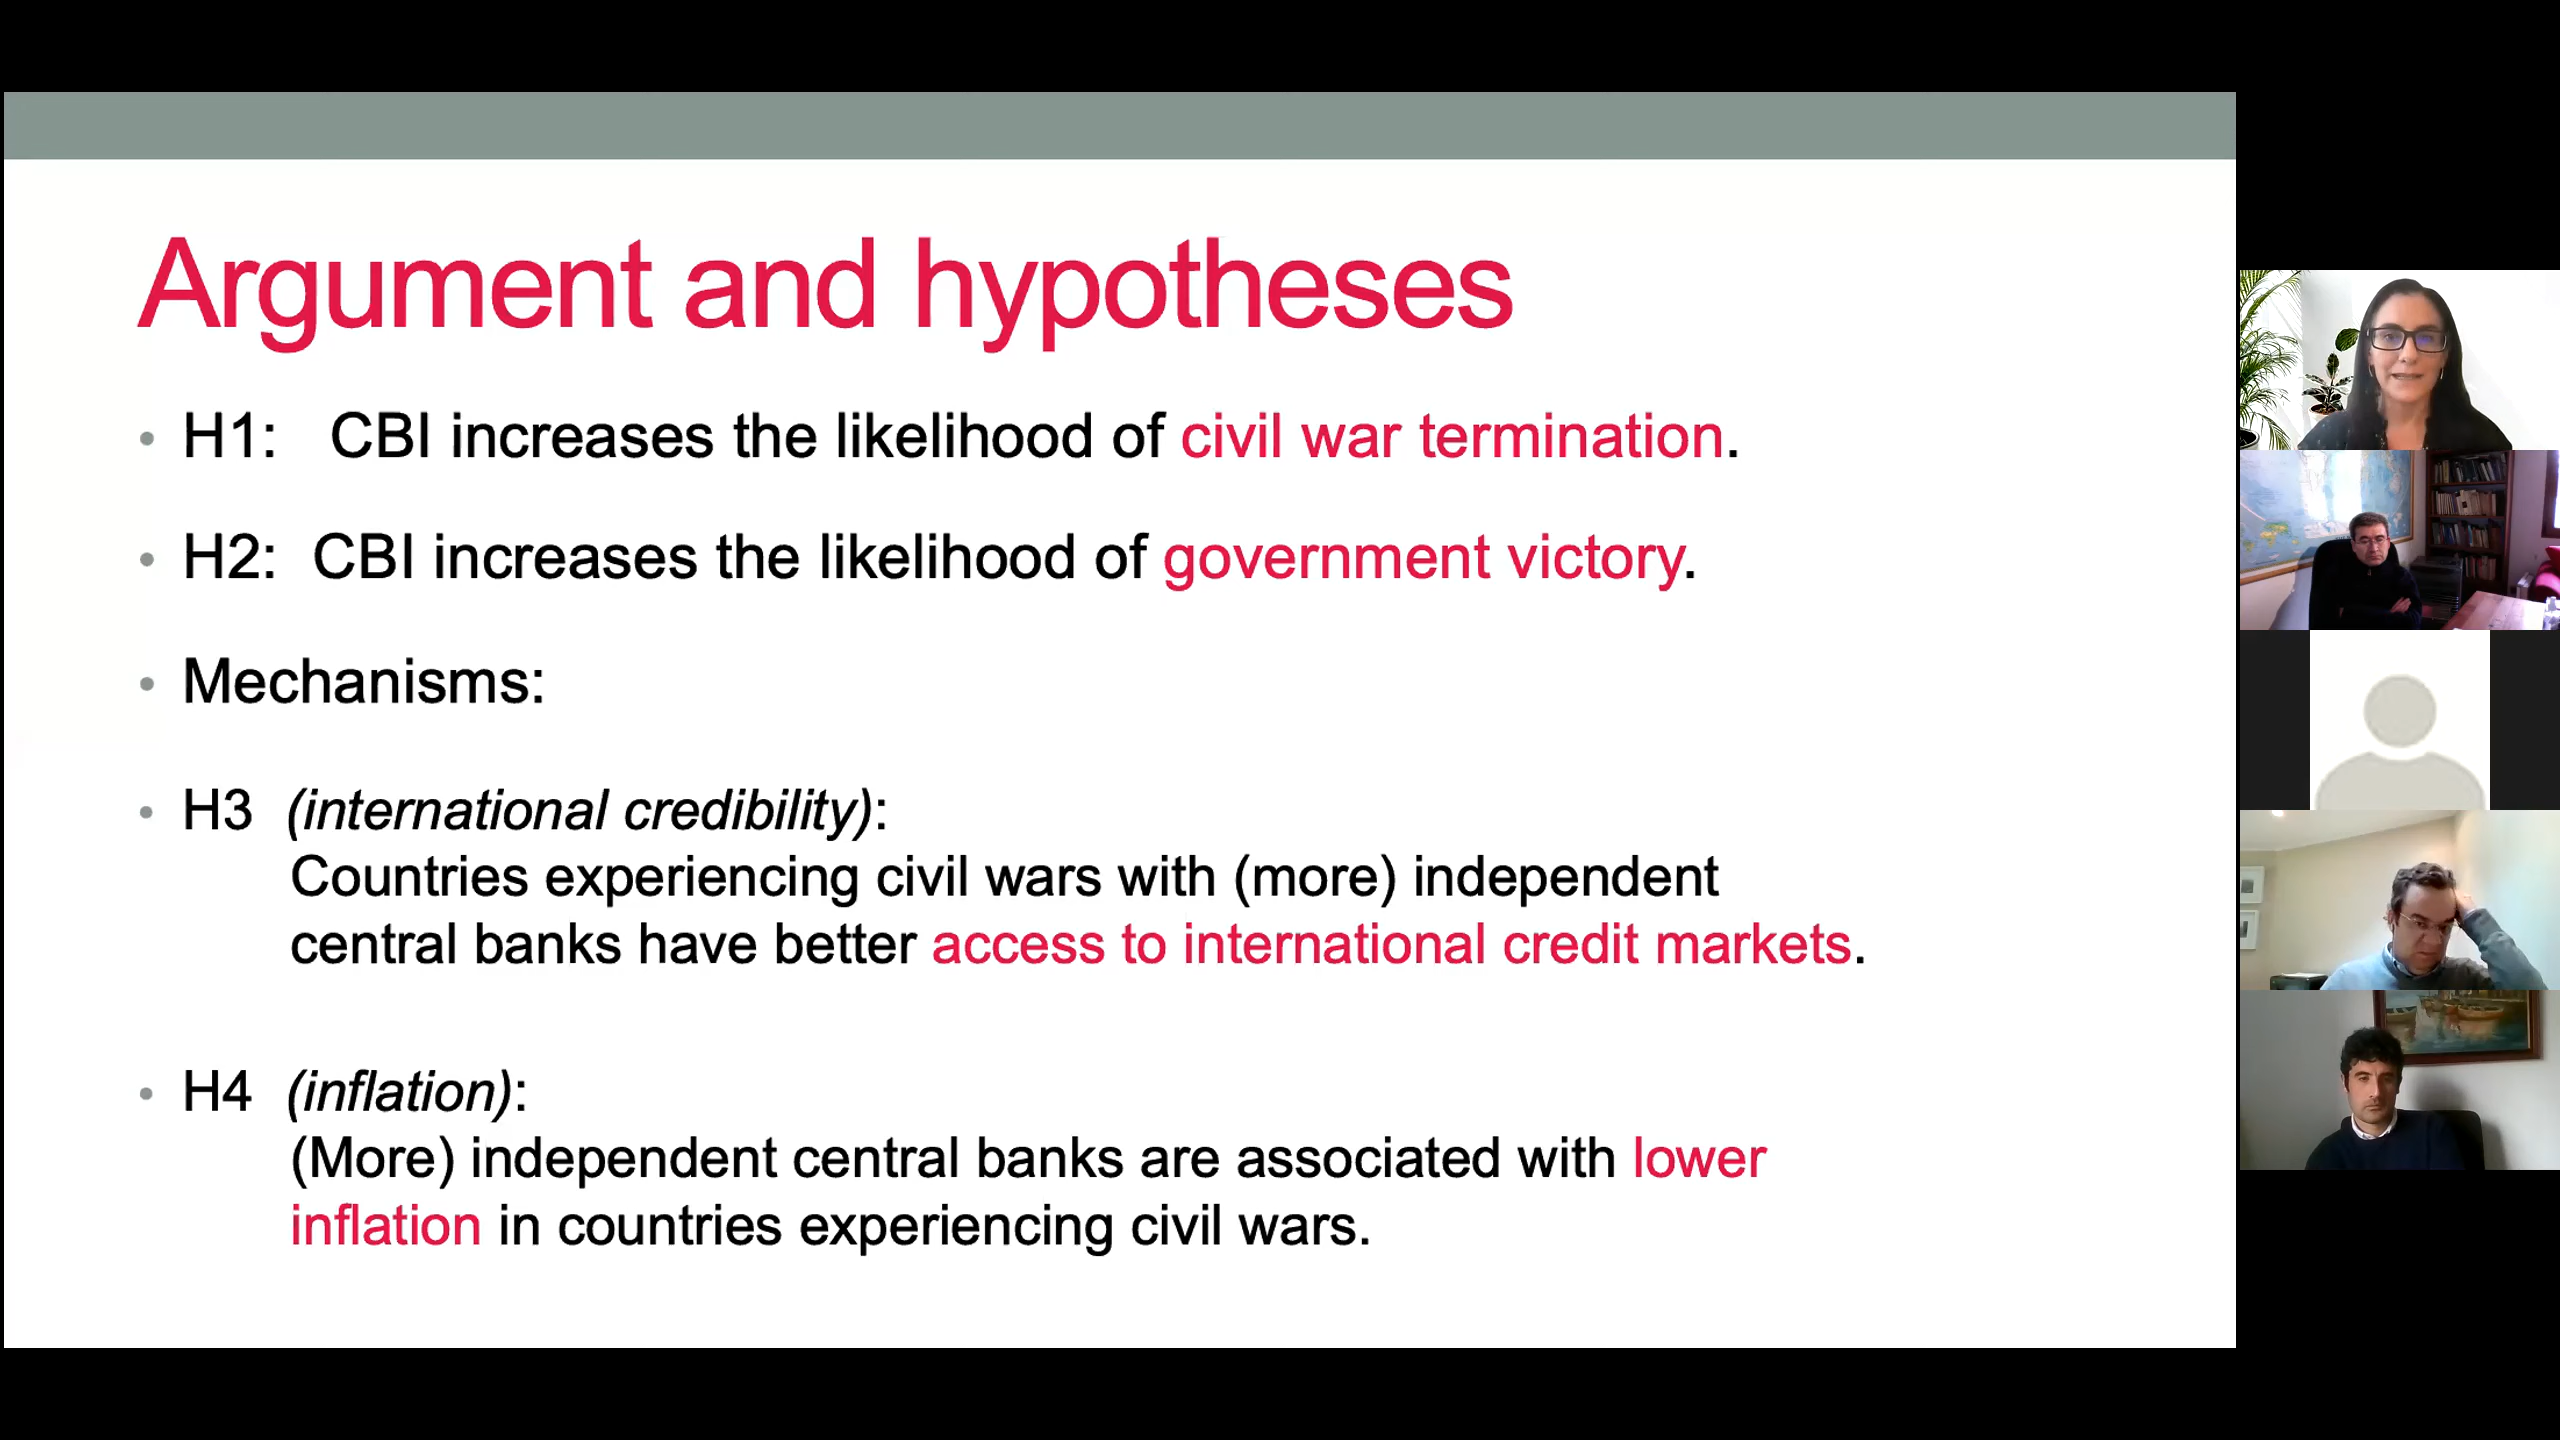 Argument and hypotheses
• H1: CBI increases the likelihood of civil war termination.
• H2: CBI increases the likelihood of government victory.
• Mechanisms:
• H3 (international credibility):
Countries experiencing civil wars with (more) independent
central banks have better access to international credit markets.
• H4 (inflation):
(More) independent central banks are associated with lower
inflation in countries experiencing civil wars.